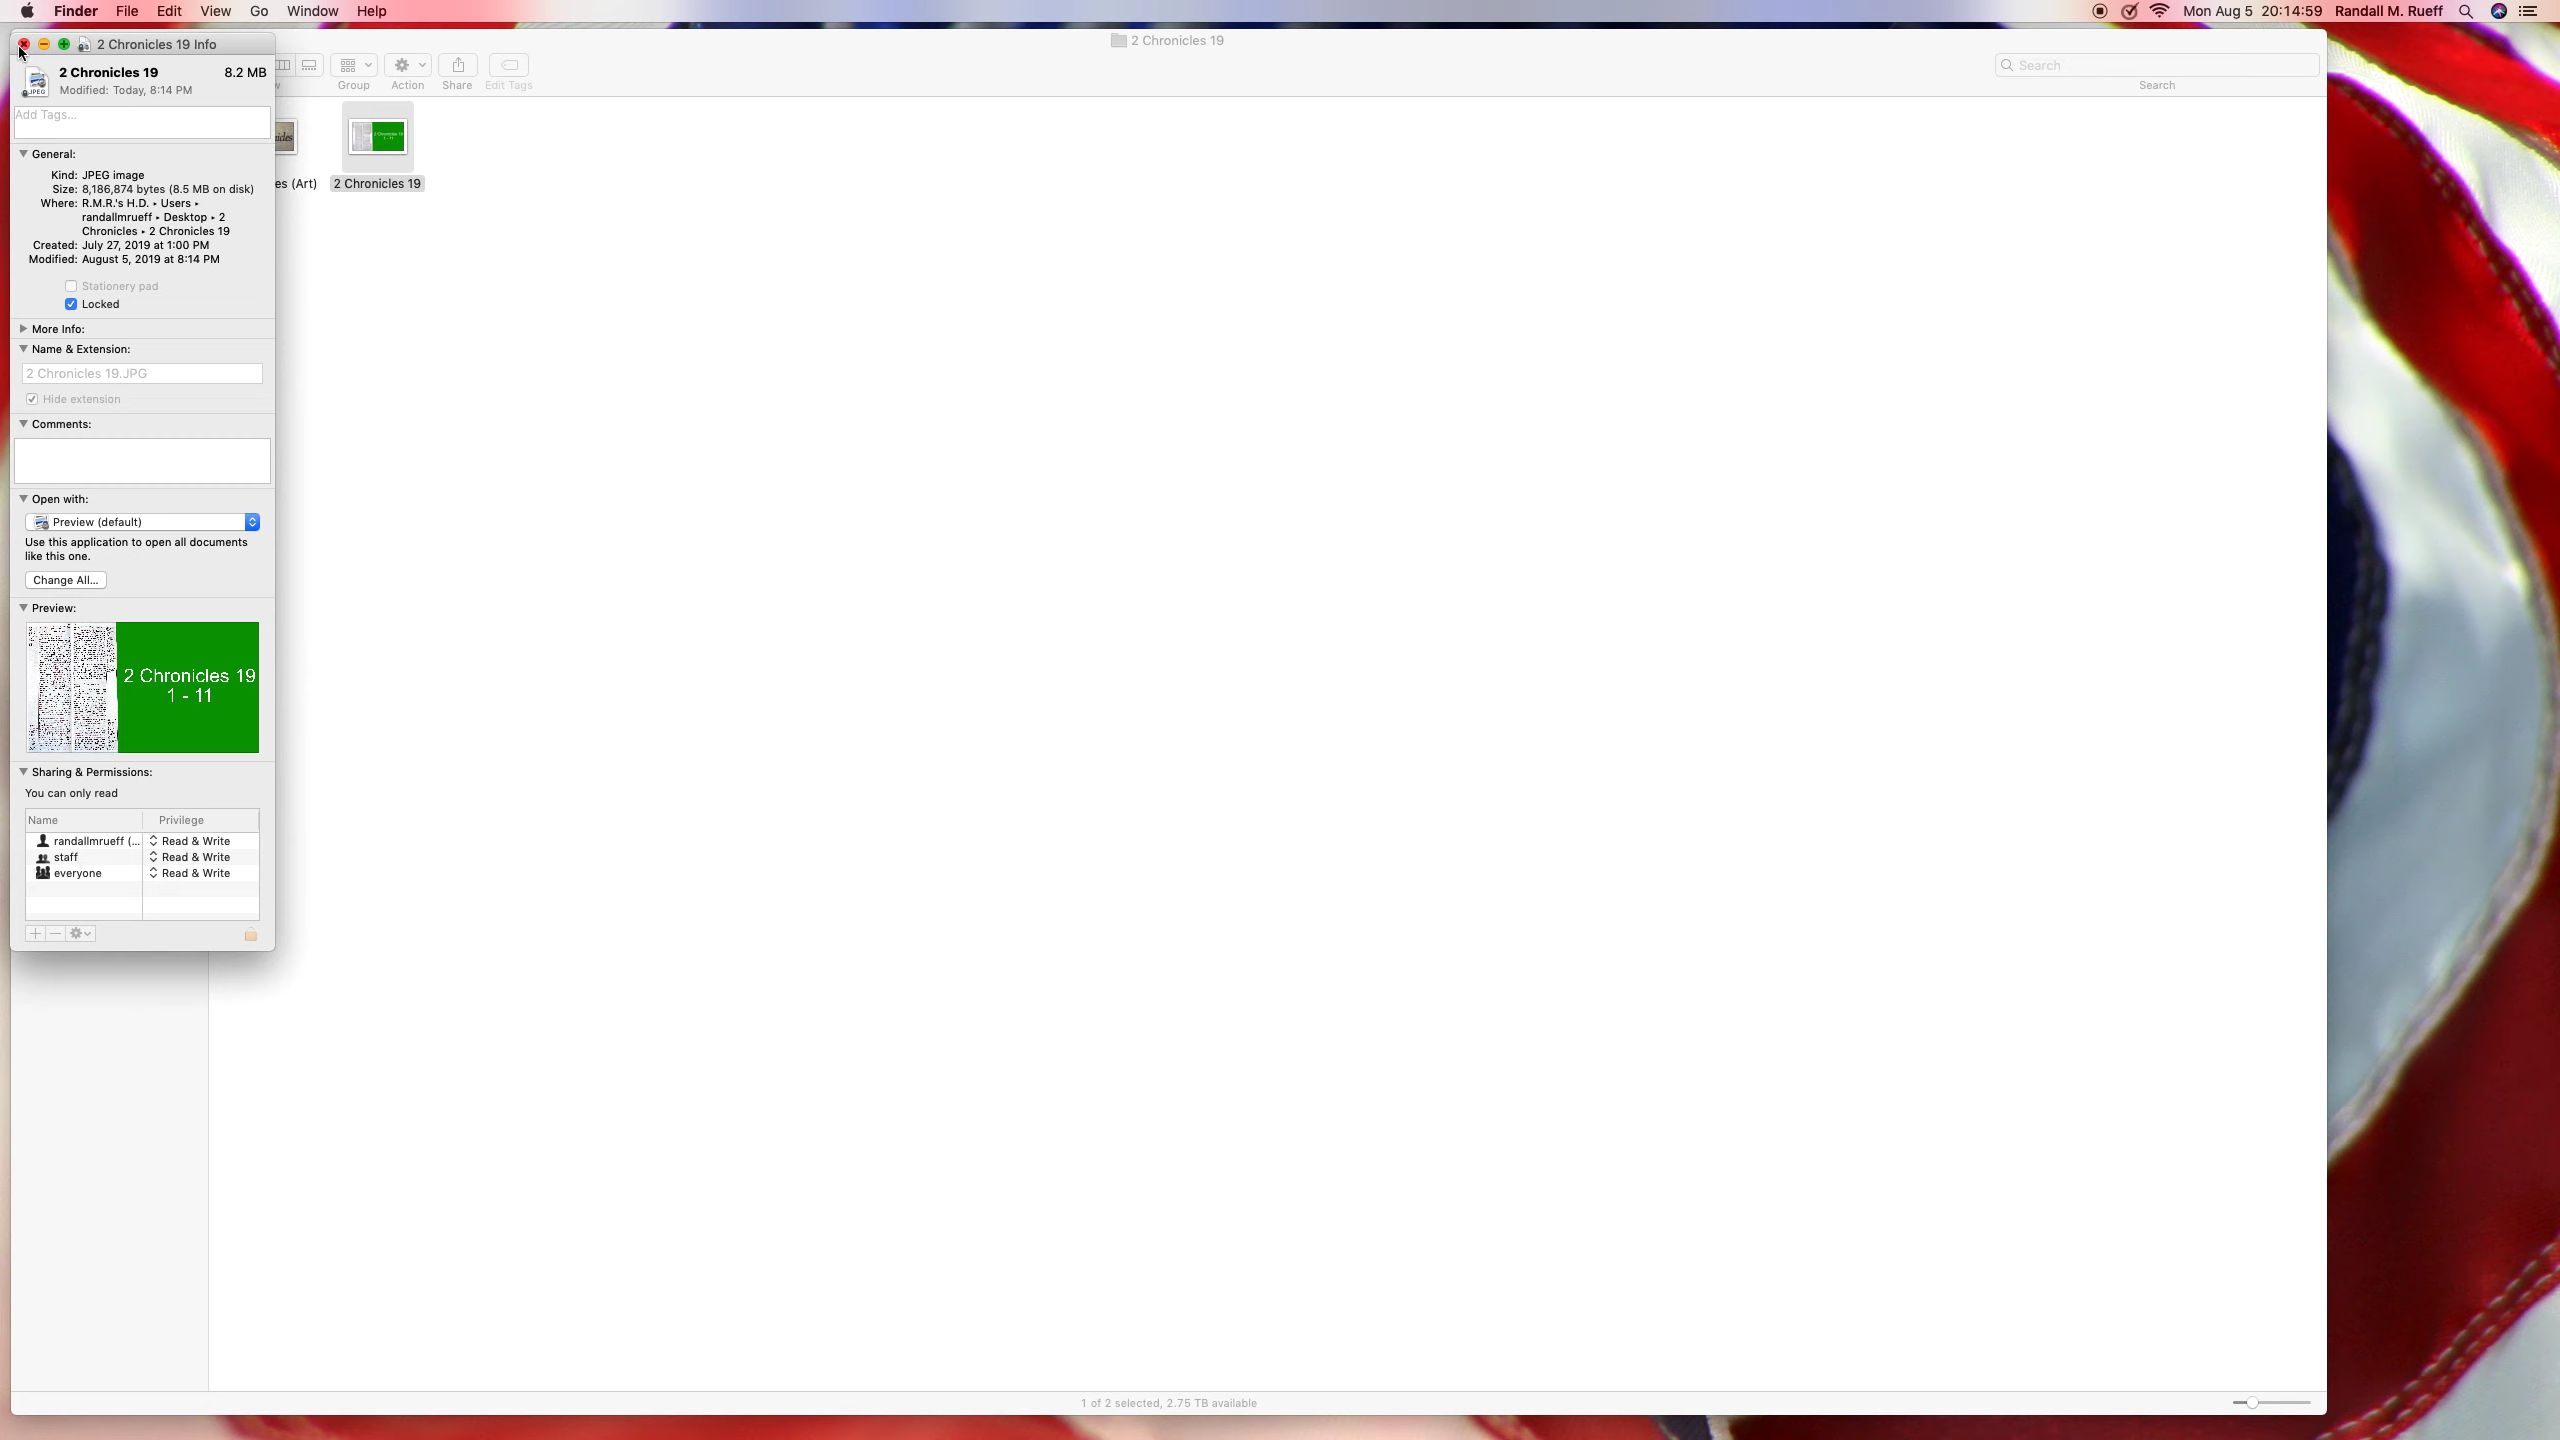 Finder File Edit View Go Window Help
Mon Aug 5 20:14:59 Randall M. Rueff
2 Chronicles 19 Info
2 Chronicles 19
Search
Group Action Share Edit Tags Search
2 Chronicles 19 8.2 MB
Modified: Today, 8:14 PM
JPEG
Add Tags...
General:
Kind: JPEG image
Size: 8,186,874 bytes (8.5 MB on disk)
Where: R.M.R.'s H.D. ▸ Users ▸
randallmrueff ▸ Desktop ▸ 2
Chronicles ▸ 2 Chronicles 19
Created: July 27, 2019 at 1:00 PM
Modified: August 5, 2019 at 8:14 PM
Stationery pad
Locked
More Info:
Name & Extension:
2 Chronicles 19.JPG
Hide extension
Comments:
Open with:
Preview (default)
Use this application to open all documents
like this one.
Change All...
Preview:
2 Chronicles 19
1 - 11
Sharing & Permissions:
You can only read
Name Privilege
randallmrueff (... Read & Write
staff Read & Write
everyone Read & Write
es (Art)
2 Chronicles 19
1 of 2 selected, 2.75 TB available